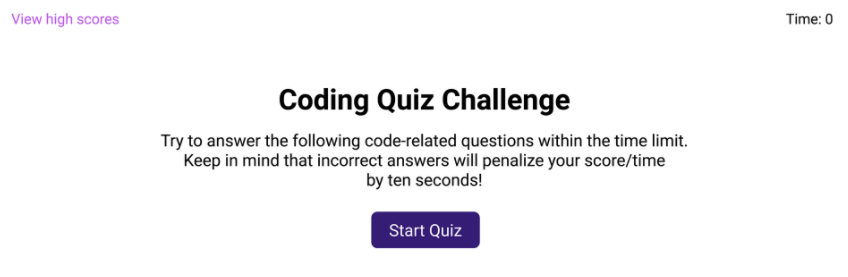 View high scores
Time: 0
Coding Quiz Challenge
Try to answer the following code-related questions within the time limit.
Keep in mind that incorrect answers will penalize your score/time
by ten seconds!
Start Quiz